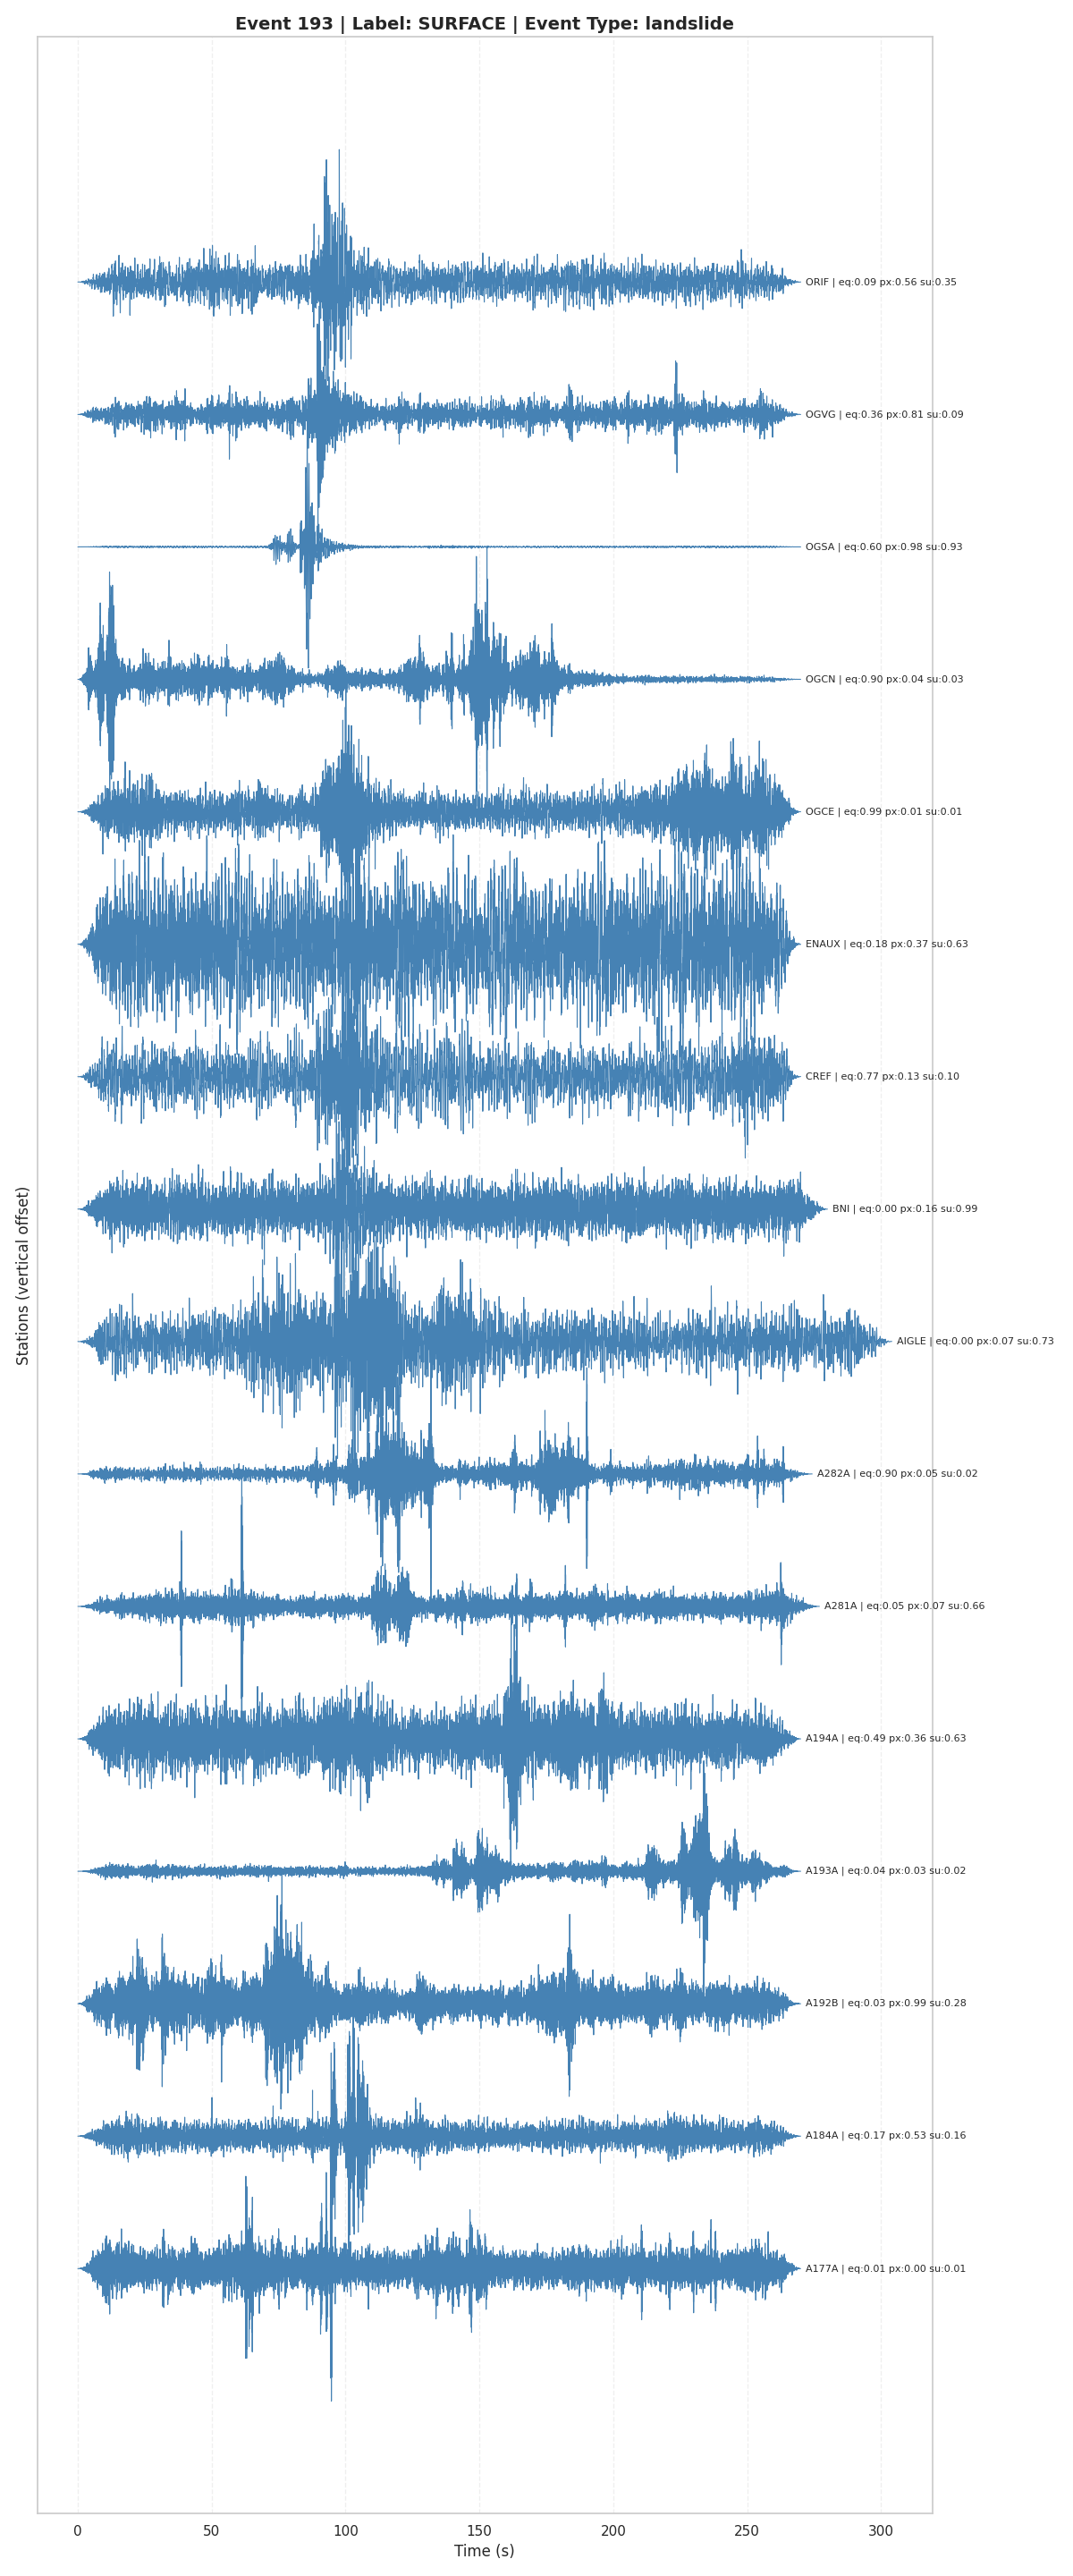 Event 193 | Label: SURFACE | Event Type: landslide
ORIF | eq:0.09 px:0.56 su:0.35
OGVG | eq:0.36 px:0.81 su:0.09
OGSA | eq:0.60 px:0.98 su:0.93
OGCN | eq:0.90 px:0.04 su:0.03
OGCE | eq:0.99 px:0.01 su:0.01
ENAUX | eq:0.18 px:0.37 su:0.63
CREF | eq:0.77 px:0.13 su:0.10
BNI | eq:0.00 px:0.16 su:0.99
AIGLE | eq:0.00 px:0.07 su:0.73
A282A | eq:0.90 px:0.05 su:0.02
A281A | eq:0.05 px:0.07 su:0.66
A194A | eq:0.49 px:0.36 su:0.63
A193A | eq:0.04 px:0.03 su:0.02
A192B | eq:0.03 px:0.99 su:0.28
A184A | eq:0.17 px:0.53 su:0.16
A177A | eq:0.01 px:0.00 su:0.01
Stations (vertical offset)
0 50 100 150 200 250 300
Time (s)